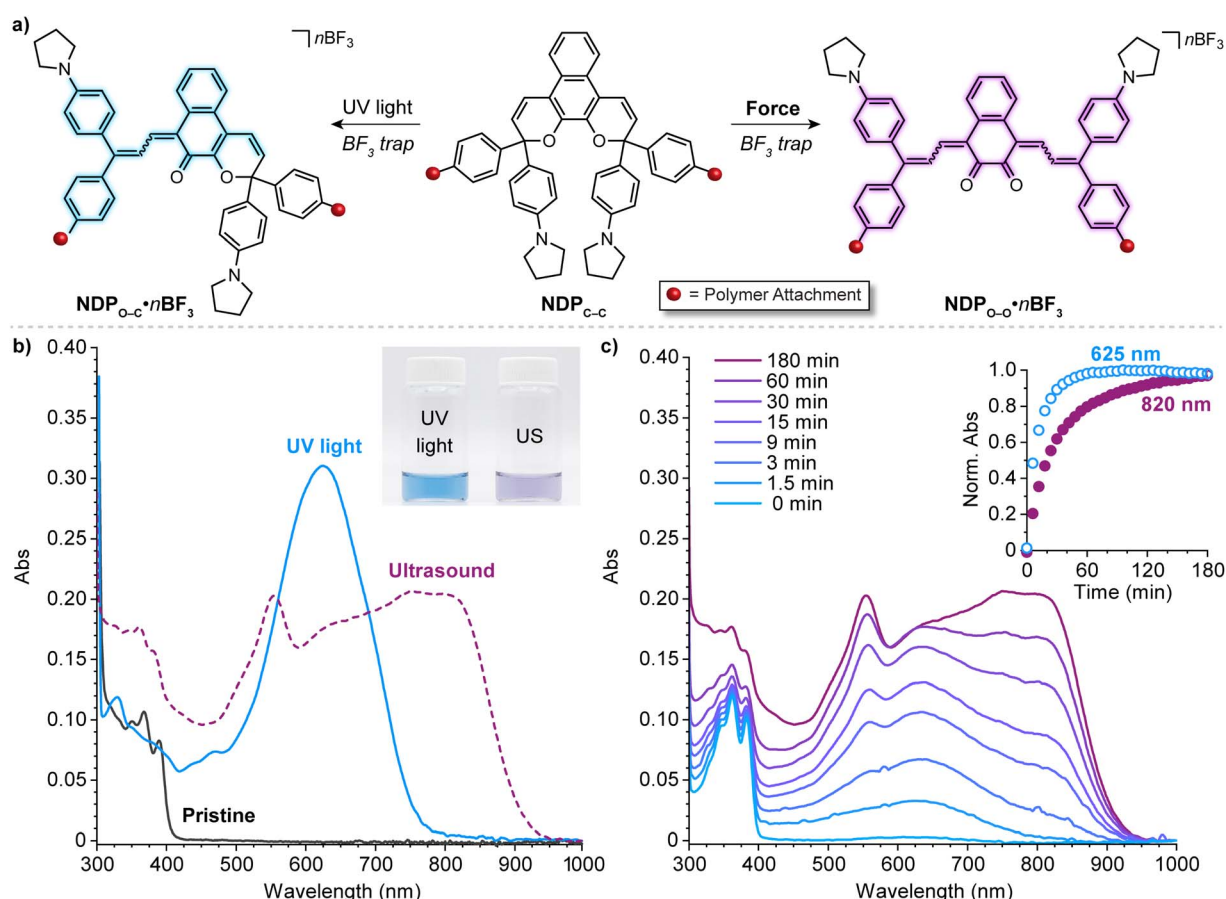 a)
nBF₃
N
UV light
BF₃ trap
O
O
N
NDP_O–C•nBF₃
O
O
N
N
NDP_C–C
Force
BF₃ trap
= Polymer Attachment
nBF₃
N
N
O
O
NDP_O–O•nBF₃
b)
0.40
0.35
0.30
0.25
0.20
0.15
0.10
0.05
0
Abs
UV light
Ultrasound
Pristine
UV
light
US
300 400 500 600 700 800 900 1000
Wavelength (nm)
c)
0.40
0.35
0.30
0.25
0.20
0.15
0.10
0.05
0
Abs
180 min
60 min
30 min
15 min
9 min
3 min
1.5 min
0 min
625 nm
820 nm
1.0
0.8
0.6
0.4
0.2
0
Norm. Abs
0 60 120 180
Time (min)
300 400 500 600 700 800 900 1000
Wavelength (nm)